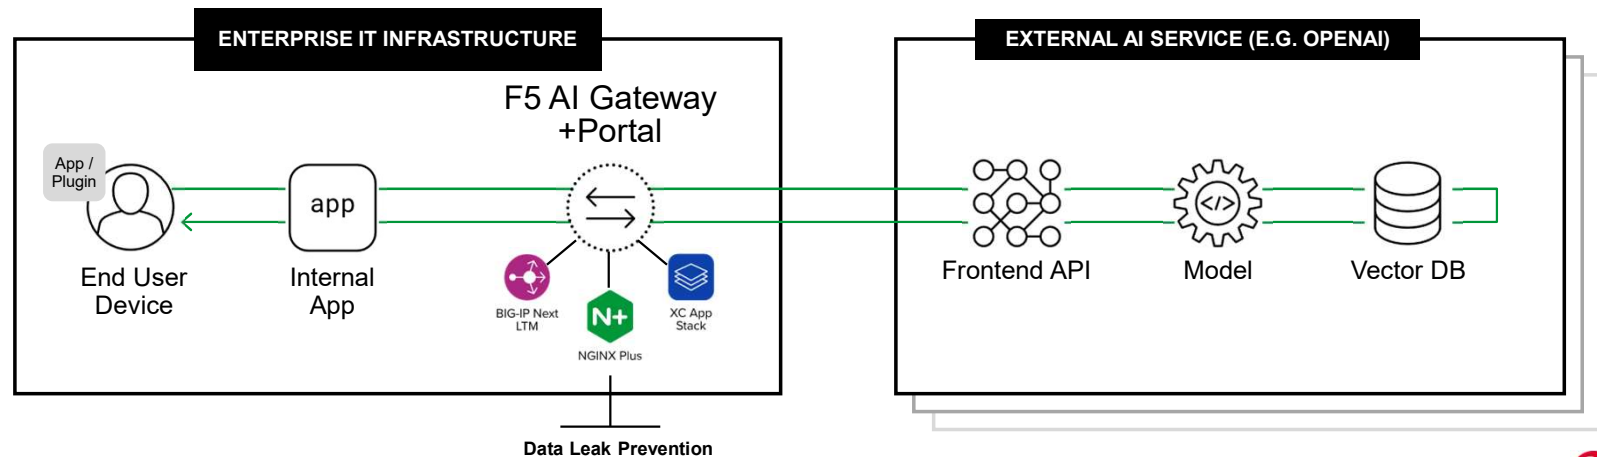 ENTERPRISE IT INFRASTRUCTURE
EXTERNAL AI SERVICE (E.G. OPENAI)
F5 AI Gateway
+Portal
App /
Plugin
app
</>
End User
Device
Internal
App
BIG-IP Next
LTM
N+
NGINX Plus
XC App
Stack
Frontend API
Model
Vector DB
Data Leak Prevention